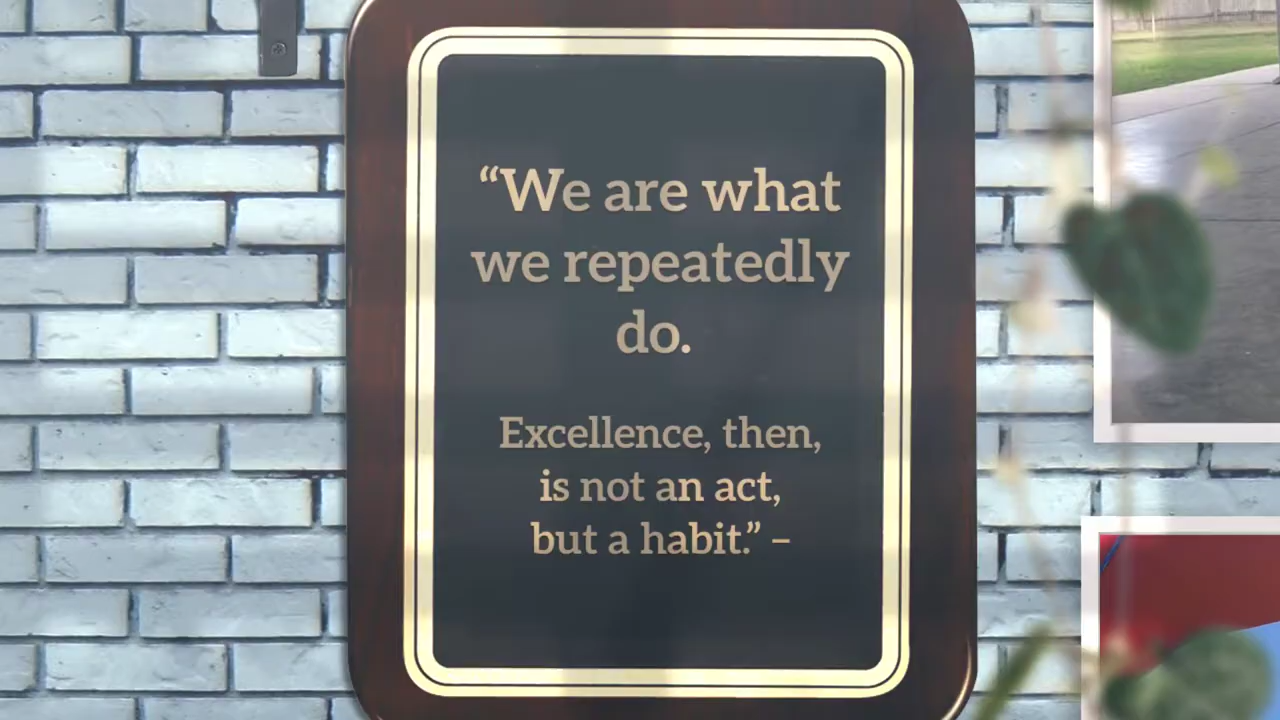 “We are what
we repeatedly
do.
Excellence, then,
is not an act,
but a habit.” –